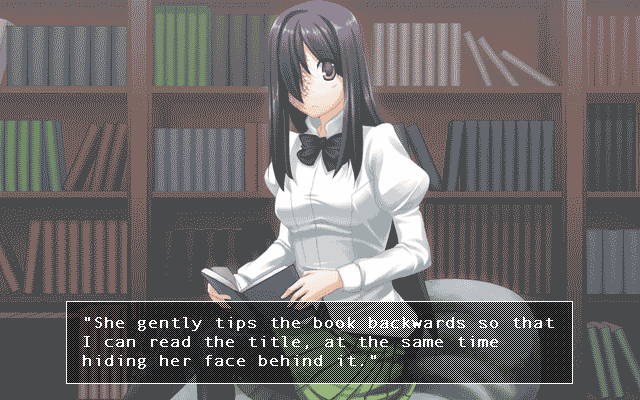 "She gently tips the book backwards so that
I can read the title, at the same time
hiding her face behind it."